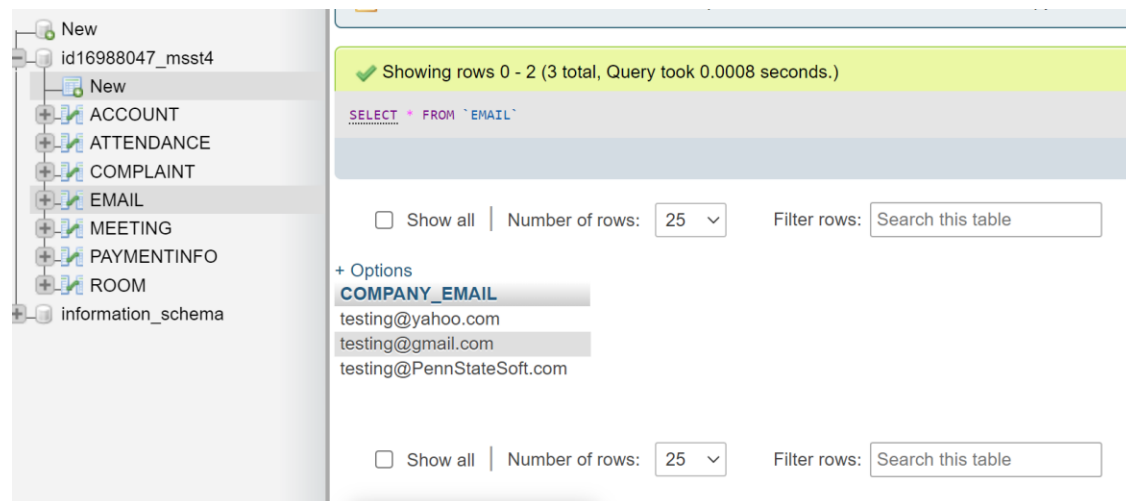 New
id16988047_msst4
New
ACCOUNT
ATTENDANCE
COMPLAINT
EMAIL
MEETING
PAYMENTINFO
ROOM
information_schema
Showing rows 0 - 2 (3 total, Query took 0.0008 seconds.)
SELECT * FROM `EMAIL`
Show all | Number of rows: 25 Filter rows: Search this table
+ Options
COMPANY_EMAIL
testing@yahoo.com
testing@gmail.com
testing@PennStateSoft.com
Show all | Number of rows: 25 Filter rows: Search this table